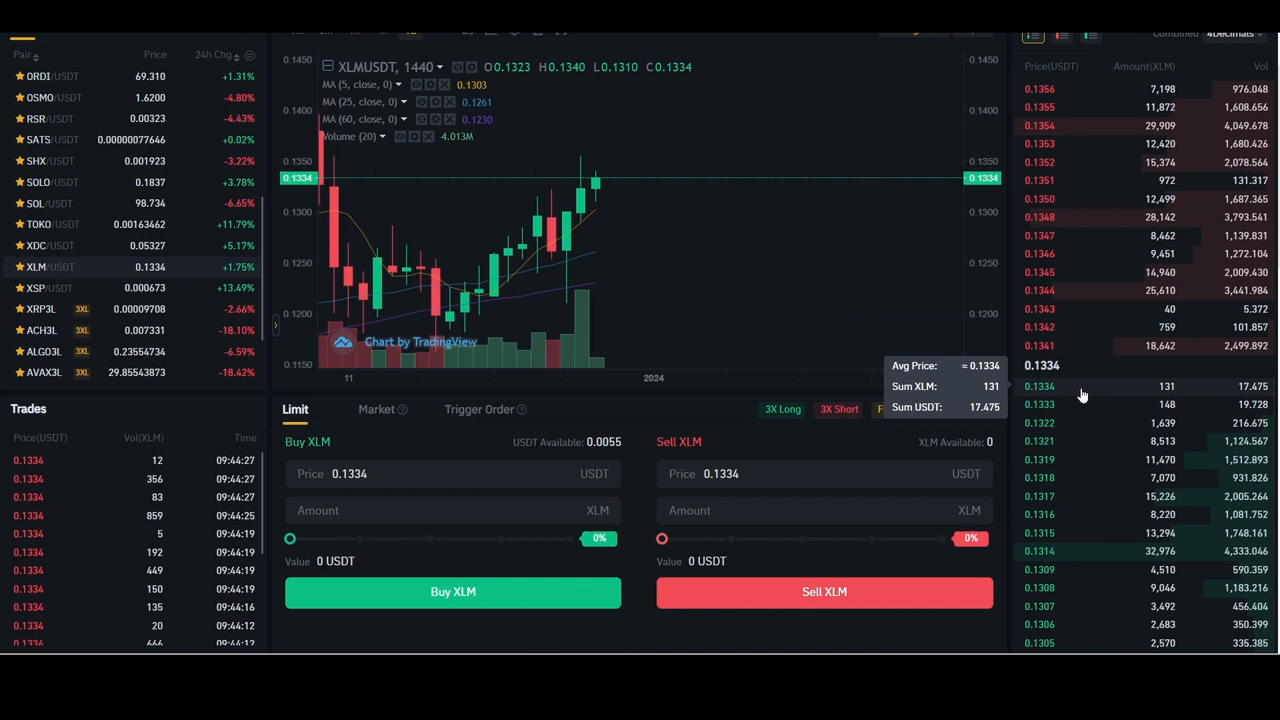 Combined 4Decimals
Pair Price 24h Chg
ORDI/USDT 69.310 +1.31%
OSMO/USDT 1.6200 -4.80%
RSR/USDT 0.00323 -4.43%
SATS/USDT 0.00000077646 +0.02%
SHX/USDT 0.001923 -3.22%
SOLO/USDT 0.1837 +3.78%
SOL/USDT 98.734 -6.65%
TOKO/USDT 0.00163462 +11.79%
XDC/USDT 0.05327 +5.17%
XLM/USDT 0.1334 +1.75%
XSP/USDT 0.000673 +13.49%
XRP3L 3XL 0.00009708 -2.66%
ACH3L 3XL 0.007331 -18.10%
ALGO3L 3XL 0.23554734 -6.59%
AVAX3L 3XL 29.85543873 -18.42%
Trades
Price(USDT) Vol(XLM) Time
0.1334 12 09:44:27
0.1334 356 09:44:27
0.1334 83 09:44:27
0.1334 859 09:44:25
0.1334 5 09:44:19
0.1334 192 09:44:19
0.1334 449 09:44:19
0.1334 150 09:44:19
0.1334 135 09:44:16
0.1334 20 09:44:12
0.1334 666 09:44:12
XLMUSDT, 1440 O0.1323 H0.1340 L0.1310 C0.1334
MA (5, close, 0) 0.1303
MA (25, close, 0) 0.1261
MA (60, close, 0) 0.1230
Volume (20) 4.013M
0.1450 0.1450
0.1400 0.1400
0.1350 0.1350
0.1334 0.1334
0.1300 0.1300
0.1250 0.1250
0.1200 0.1200
0.1150 0.1150
Chart by TradingView
11 2024
Avg Price: ≈ 0.1334
Sum XLM: 131
Sum USDT: 17.475
Limit Market Trigger Order 3X Long 3X Short
Buy XLM USDT Available: 0.0055
Price 0.1334 USDT
Amount XLM
0%
Value 0 USDT
Buy XLM
Sell XLM XLM Available: 0
Price 0.1334 USDT
Amount XLM
0%
Value 0 USDT
Sell XLM
Price(USDT) Amount(XLM) Vol
0.1356 7,198 976.048
0.1355 11,872 1,608.656
0.1354 29,909 4,049.678
0.1353 12,420 1,680.426
0.1352 15,374 2,078.564
0.1351 972 131.317
0.1350 12,499 1,687.365
0.1348 28,142 3,793.541
0.1347 8,462 1,139.831
0.1346 9,451 1,272.104
0.1345 14,940 2,009.430
0.1344 25,610 3,441.984
0.1343 40 5.372
0.1342 759 101.857
0.1341 18,642 2,499.892
0.1334
0.1334 131 17.475
0.1333 148 19.728
0.1322 1,639 216.675
0.1321 8,513 1,124.567
0.1319 11,470 1,512.893
0.1318 7,070 931.826
0.1317 15,226 2,005.264
0.1316 8,220 1,081.752
0.1315 13,294 1,748.161
0.1314 32,976 4,333.046
0.1309 4,510 590.359
0.1308 9,046 1,183.216
0.1307 3,492 456.404
0.1306 2,683 350.399
0.1305 2,570 335.385